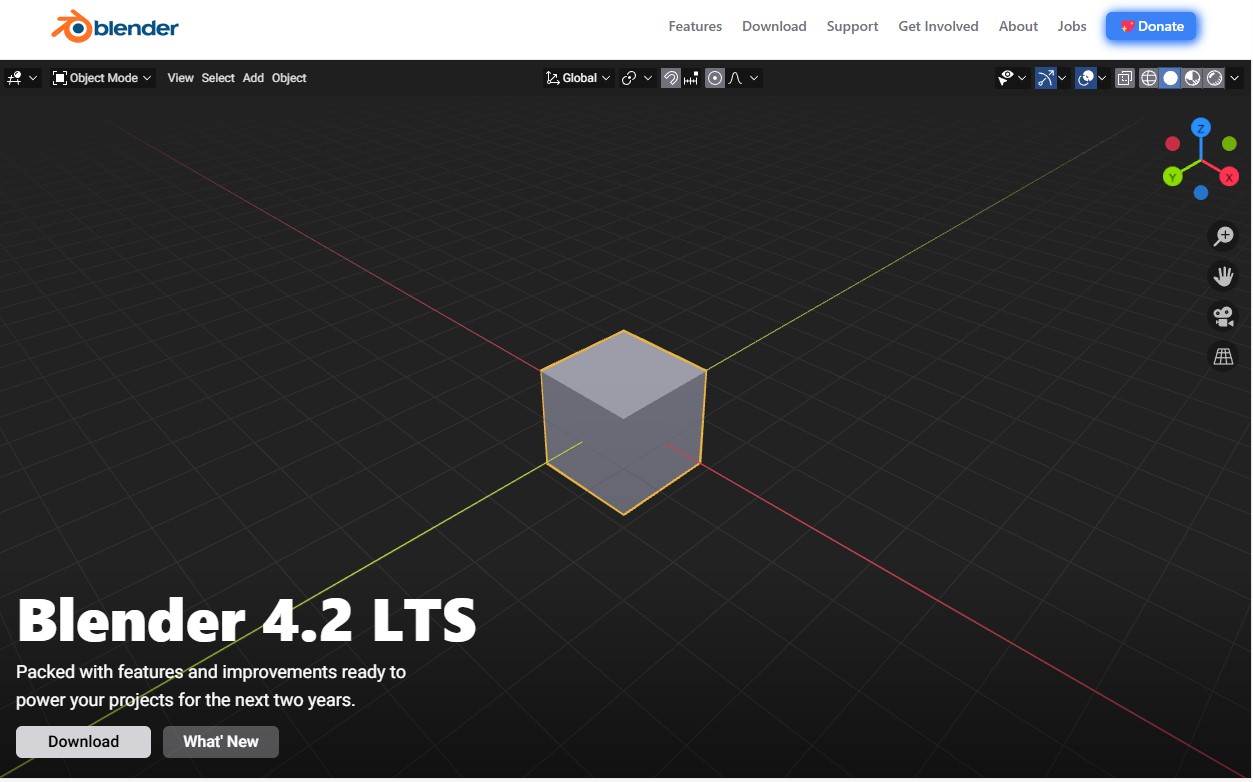 blender
Features Download Support Get Involved About Jobs Donate
Object Mode View Select Add Object Global
Z
Y X
Blender 4.2 LTS
Packed with features and improvements ready to
power your projects for the next two years.
Download What' New